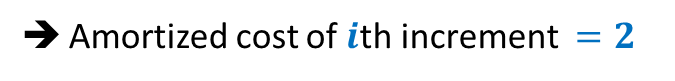 ➔ Amortized cost of ith increment = 2